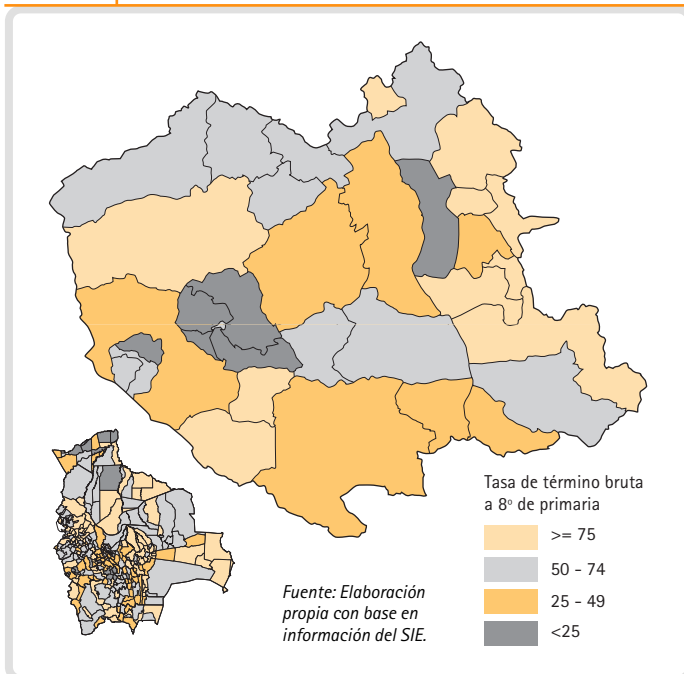 Tasa de término bruta
a 8º de primaria
>= 75
50 - 74
25 - 49
<25
Fuente: Elaboración
propia con base en
información del SIE.